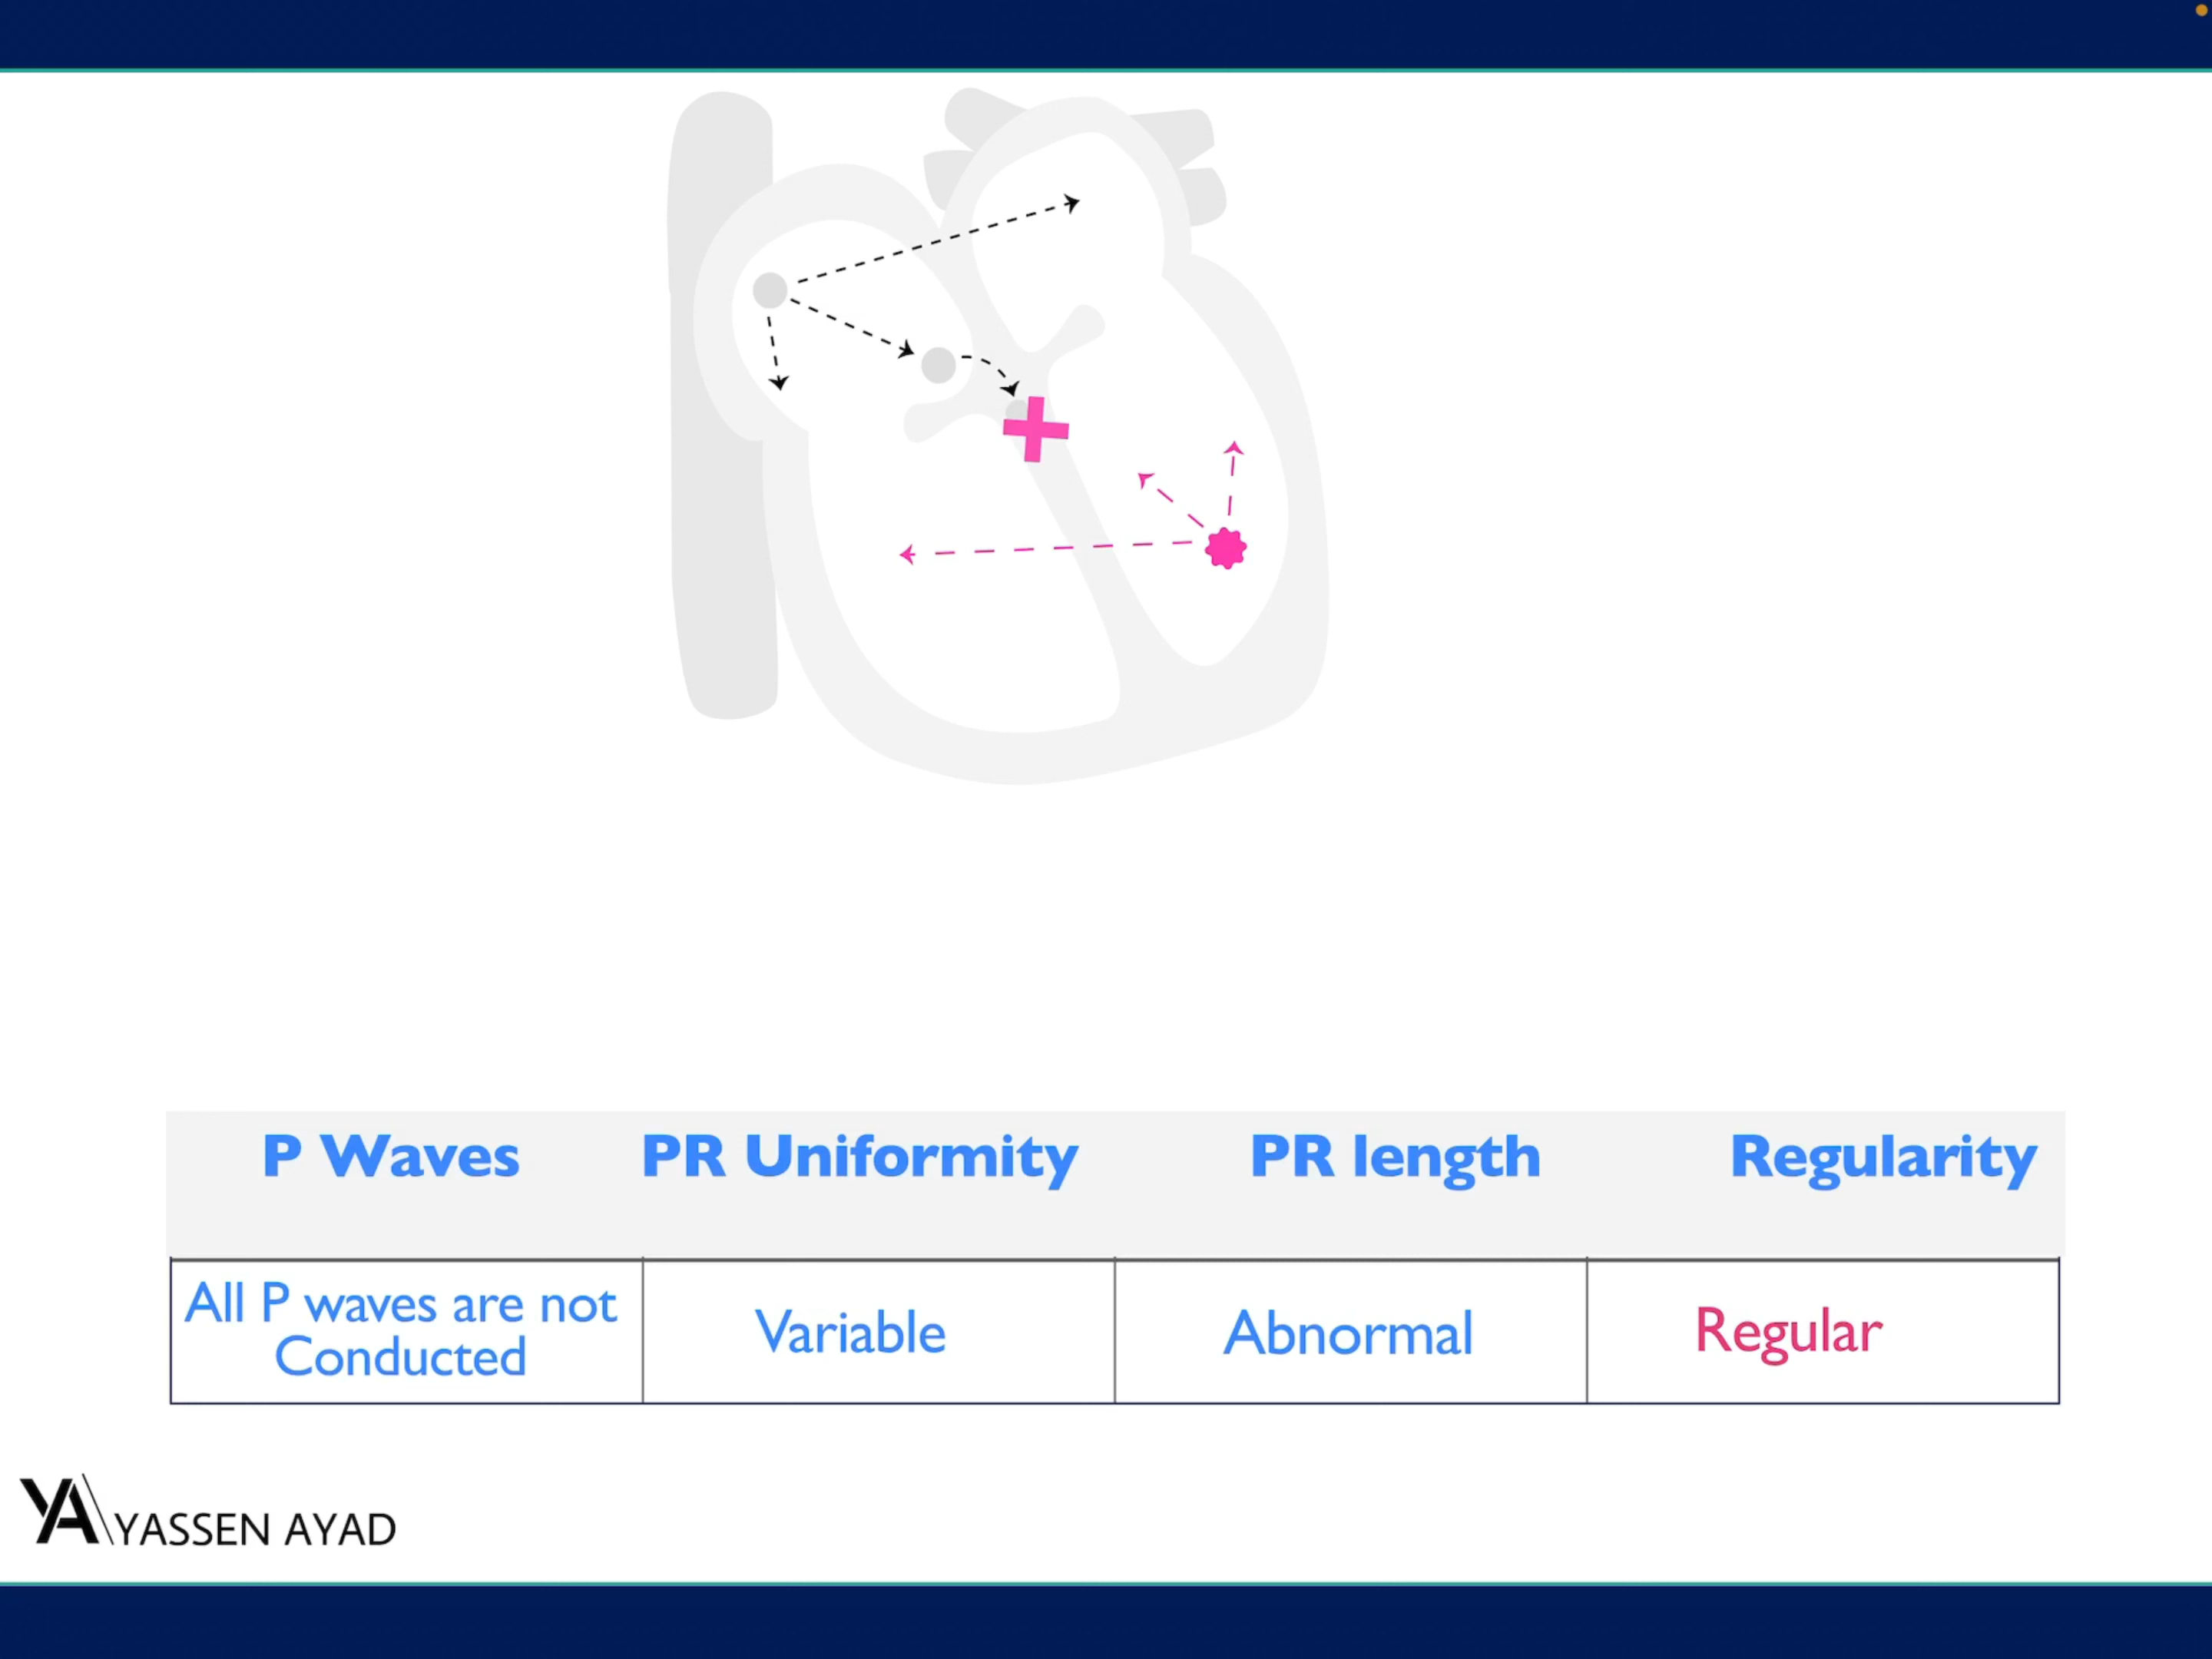 P Waves PR Uniformity PR length Regularity
All P waves are not
Conducted
Variable
Abnormal
Regular
YA YASSEN AYAD